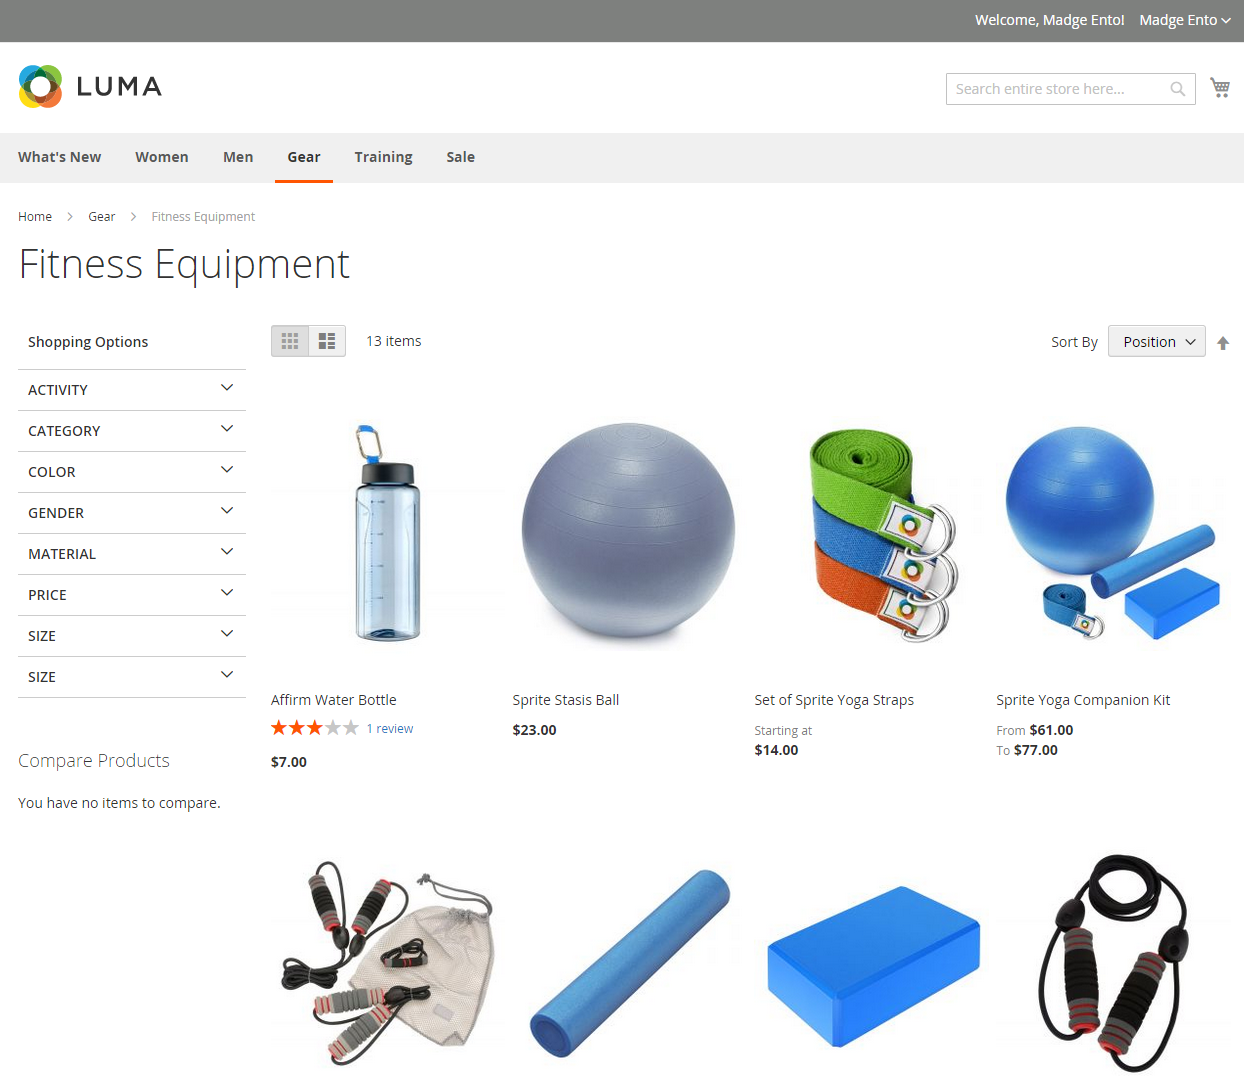 Welcome, Madge Ento! Madge Ento
LUMA
Search entire store here...
What's New Women Men Gear Training Sale
Home Gear Fitness Equipment
Fitness Equipment
Shopping Options
13 items
Sort By Position
ACTIVITY
CATEGORY
COLOR
GENDER
MATERIAL
PRICE
SIZE
SIZE
Compare Products
You have no items to compare.
Affirm Water Bottle
1 review
$7.00
Sprite Stasis Ball
$23.00
Set of Sprite Yoga Straps
Starting at
$14.00
Sprite Yoga Companion Kit
From $61.00
To $77.00